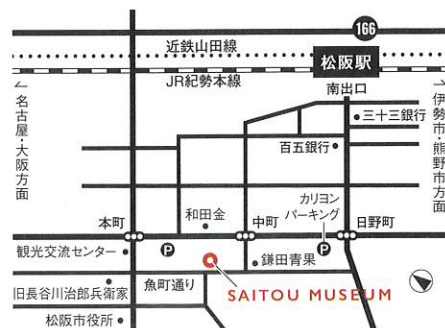 166
近鉄山田線
松阪駅
JR紀勢本線
南出口
名古屋・大阪方面
伊勢市・熊野市方面
三十三銀行
百五銀行
カリヨン
パーキング
和田金
本町
中町
日野町
P
P
観光交流センター
鎌田青果
魚町通り
旧長谷川治郎兵衛家
SAITOU MUSEUM
松阪市役所